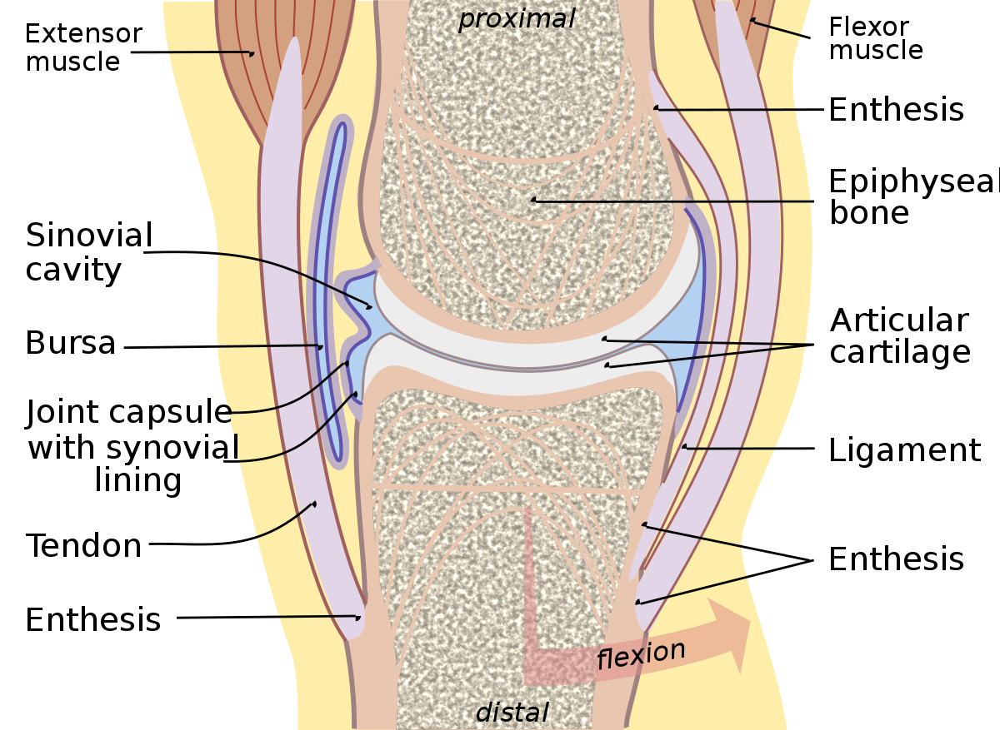 proximal
Extensor
muscle
Flexor
muscle
Enthesis
Epiphyseal
bone
Sinovial
cavity
Bursa
Articular
cartilage
Joint capsule
with synovial
lining
Ligament
Tendon
Enthesis
Enthesis
flexion
distal